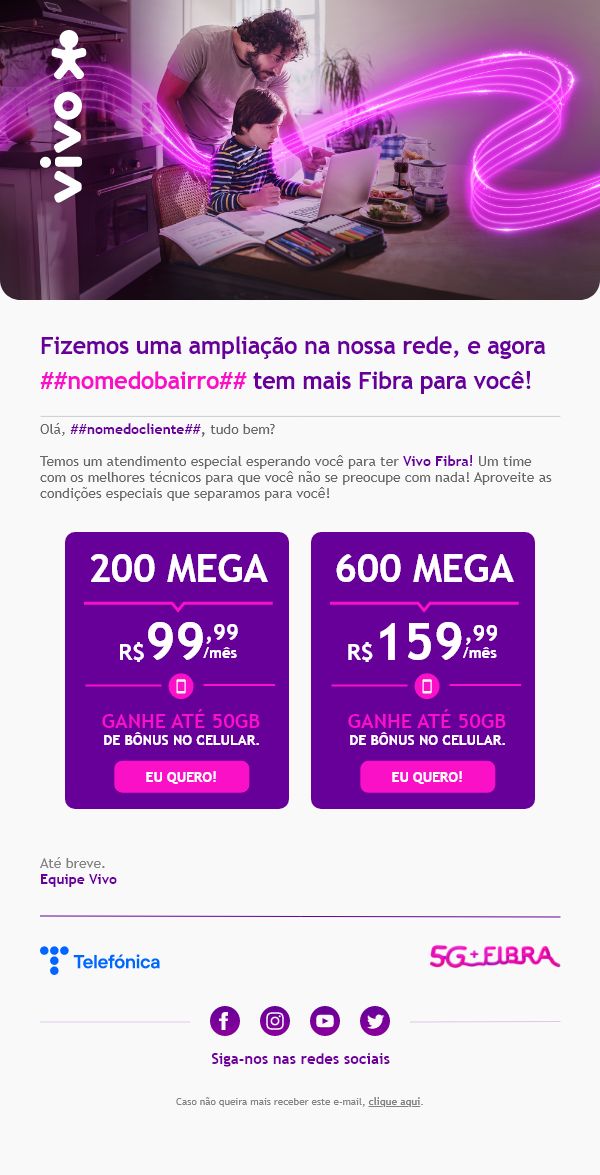 vivo
Fizemos uma ampliação na nossa rede, e agora
##nomedobairro## tem mais Fibra para você!
Olá, ##nomedocliente##, tudo bem?
Temos um atendimento especial esperando você para ter Vivo Fibra! Um time
com os melhores técnicos para que você não se preocupe com nada! Aproveite as
condições especiais que separamos para você!
200 MEGA
R$99,99/mês
GANHE ATÉ 50GB
DE BÔNUS NO CELULAR.
EU QUERO!
600 MEGA
R$159,99/mês
GANHE ATÉ 50GB
DE BÔNUS NO CELULAR.
EU QUERO!
Até breve.
Equipe Vivo
Telefónica
5G+FIBRA
Siga-nos nas redes sociais
Caso não queira mais receber este e-mail, clique aqui.